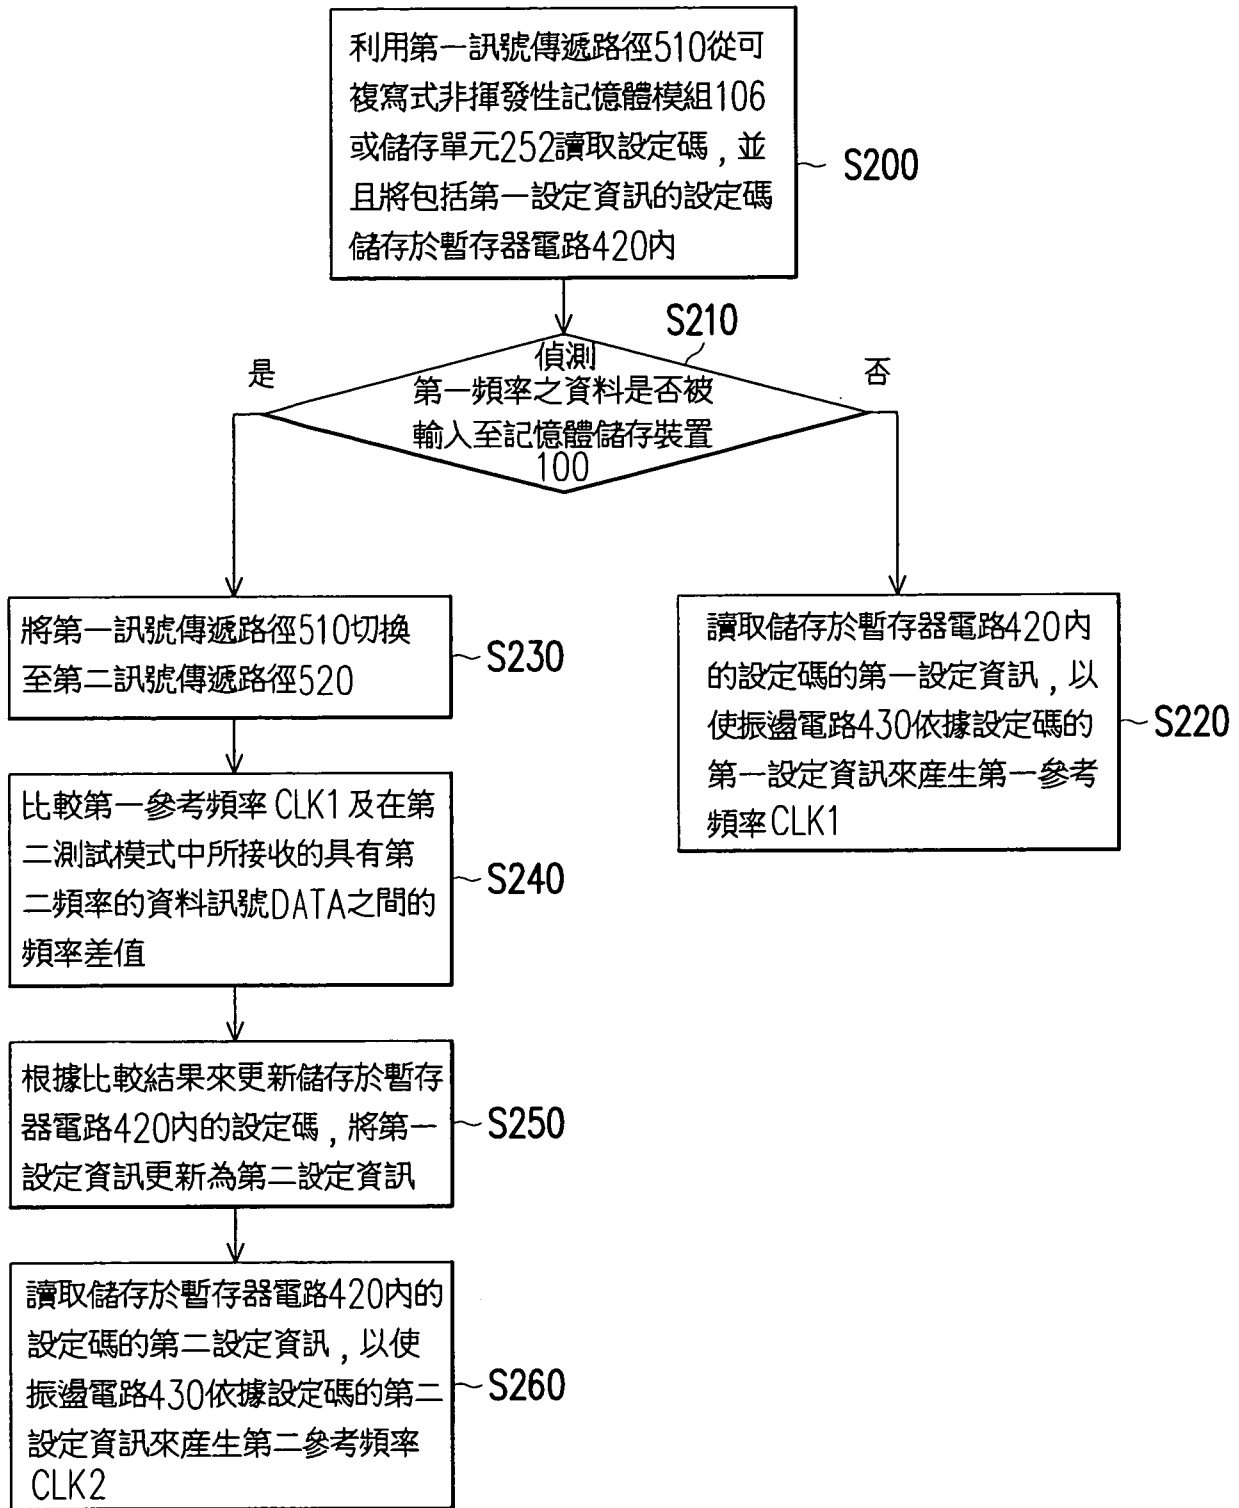 利用第一訊號傳遞路徑510從可
複寫式非揮發性記憶體模組106
或儲存單元252讀取設定碼，並
且將包括第一設定資訊的設定碼
儲存於暫存器電路420內
S200
S210
偵測
第一頻率之資料是否被
輸入至記憶體儲存裝置
100
是
否
將第一訊號傳遞路徑510切換
至第二訊號傳遞路徑520
S230
讀取儲存於暫存器電路420內
的設定碼的第一設定資訊，以
使振盪電路430依據設定碼的
第一設定資訊來產生第一參考
頻率CLK1
S220
比較第一參考頻率CLK1及在第
二測試模式中所接收的具有第
二頻率的資料訊號DATA之間的
頻率差值
S240
根據比較結果來更新儲存於暫存
器電路420內的設定碼，將第一
設定資訊更新為第二設定資訊
S250
讀取儲存於暫存器電路420內的
設定碼的第二設定資訊，以使
振盪電路430依據設定碼的第二
設定資訊來產生第二參考頻率
CLK2
S260